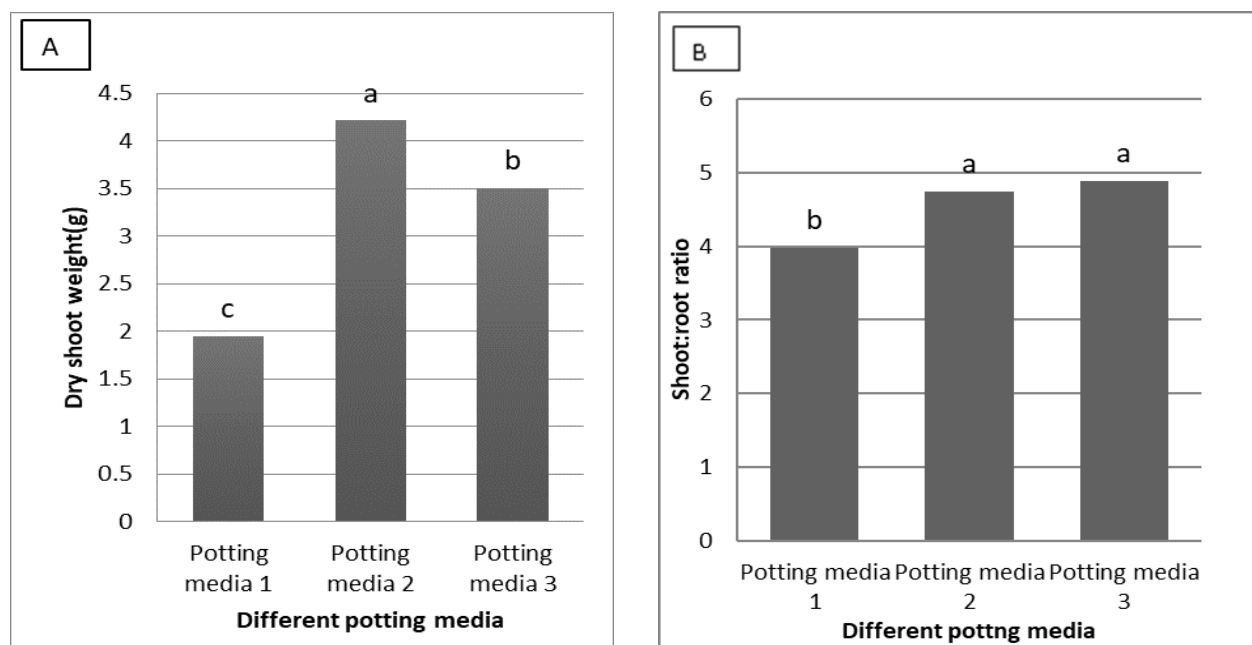 A
Dry shoot weight(g)
4.5
4
3.5
3
2.5
2
1.5
1
0.5
0
c
a
b
Potting
media 1
Potting
media 2
Potting
media 3
Different potting media
B
Shoot:root ratio
6
5
4
3
2
1
0
b
a
a
Potting media
1
Potting media
2
Potting media
3
Different pottng media